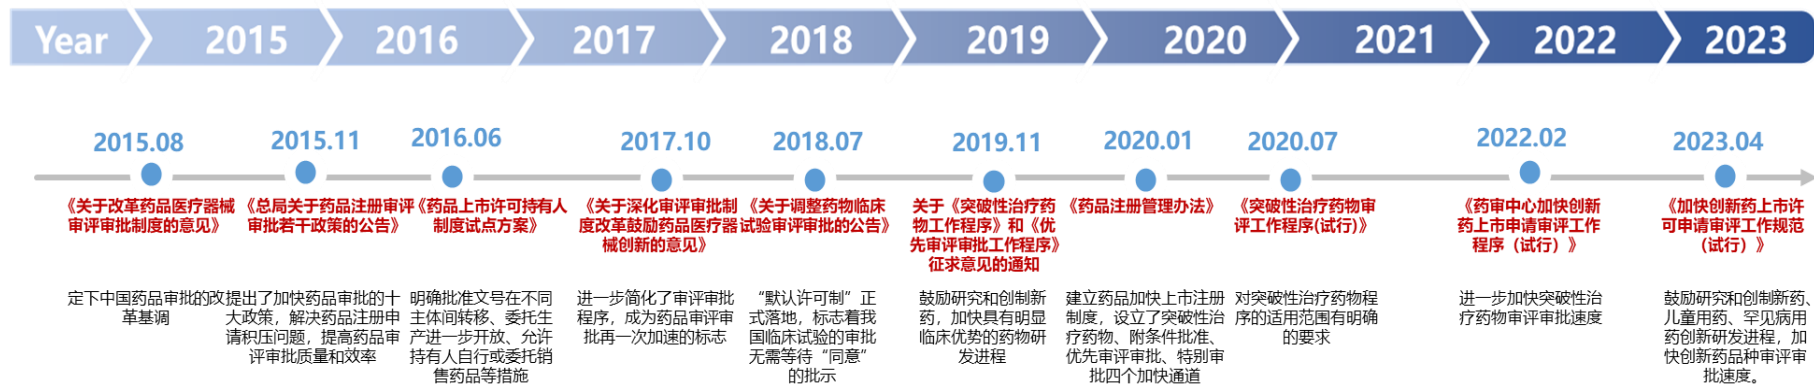 Year 2015 2016 2017 2018 2019 2020 2021 2022 2023
2015.08
《关于改革药品医疗器械
审评审批制度的意见》
定下中国药品审批的改
革基调
2015.11
《总局关于药品注册审评
审批若干政策的公告》
提出了加快药品审批的十
大政策，解决药品注册申
请积压问题，提高药品审
评审批质量和效率
2016.06
《药品上市许可持有人
制度试点方案》
明确批准文号在不同
主体间转移、委托生
产进一步开放、允许
持有人自行或委托销
售药品等措施
2017.10
《关于深化审评审批制
度改革鼓励药品医疗器
械创新的意见》
进一步简化了审评审批
程序，成为药品审评审
批再一次加速的标志
2018.07
《关于调整药物临床
试验审评审批的公告》
“默认许可制”正
式落地，标志着我
国临床试验的审批
无需等待“同意”
的批示
2019.11
关于《突破性治疗药
物工作程序》和《优
先审评审批工作程序》
征求意见的通知
鼓励研究和创制新
药，加快具有明显
临床优势的药物研
发进程
2020.01
《药品注册管理办法》
建立药品加快上市注册
制度，设立了突破性治
疗药物、附条件批准、
优先审评审批、特别审
批四个加快通道
2020.07
《突破性治疗药物审
评工作程序(试行)》
对突破性治疗药物程
序的适用范围有明确
的要求
2022.02
《药审中心加快创新
药上市申请审评工作
程序（试行）》
进一步加快突破性治
疗药物审评审批速度
2023.04
《加快创新药上市许
可申请审评工作规范
（试行）》
鼓励研究和创制新药、
儿童用药、罕见病用
药创新研发进程，加
快创新药品种审评审
批速度。